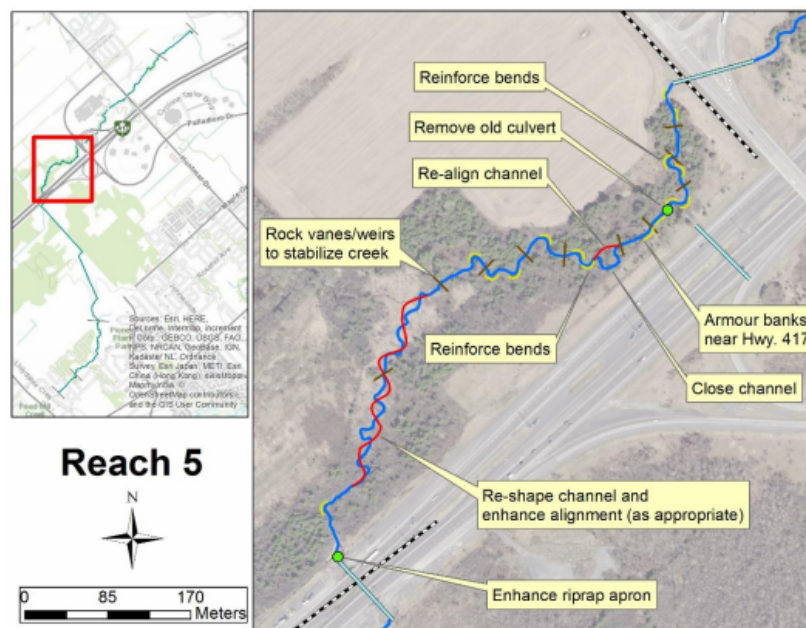 Palladium Dr
Sources: Esri, HERE,
DeLorme, Intermap, increment
P Corp., GEBCO, USGS, FAO,
NPS, NRCAN, GeoBase, IGN,
Kadaster NL, Ordnance
Survey, Esri Japan, METI, Esri
China (Hong Kong), swisstopo,
MapmyIndia, ©
OpenStreetMap contributors,
and the GIS User Community
Reach 5
N
0 85 170
Meters
Reinforce bends
Remove old culvert
Re-align channel
Rock vanes/weirs
to stabilize creek
Reinforce bends
Armour banks
near Hwy. 417
Close channel
Re-shape channel and
enhance alignment (as appropriate)
Enhance riprap apron